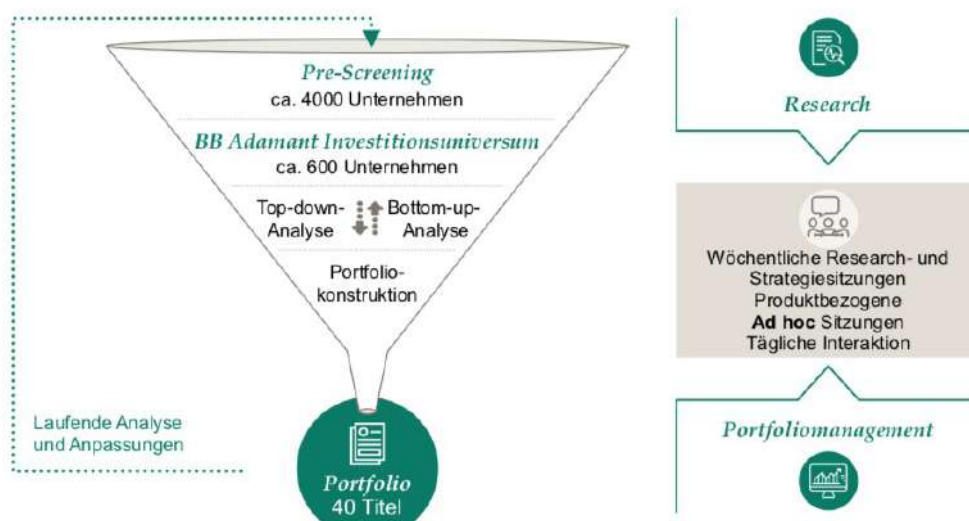 Pre-Screening
ca. 4000 Unternehmen
BB Adamant Investitionsuniversum
ca. 600 Unternehmen
Top-down-
Analyse
Bottom-up-
Analyse
Portfolio-
konstruktion
Laufende Analyse
und Anpassungen
Portfolio
40 Titel
Research
Wöchentliche Research- und
Strategiesitzungen
Produktbezogene
Ad hoc Sitzungen
Tägliche Interaktion
Portfoliomanagement